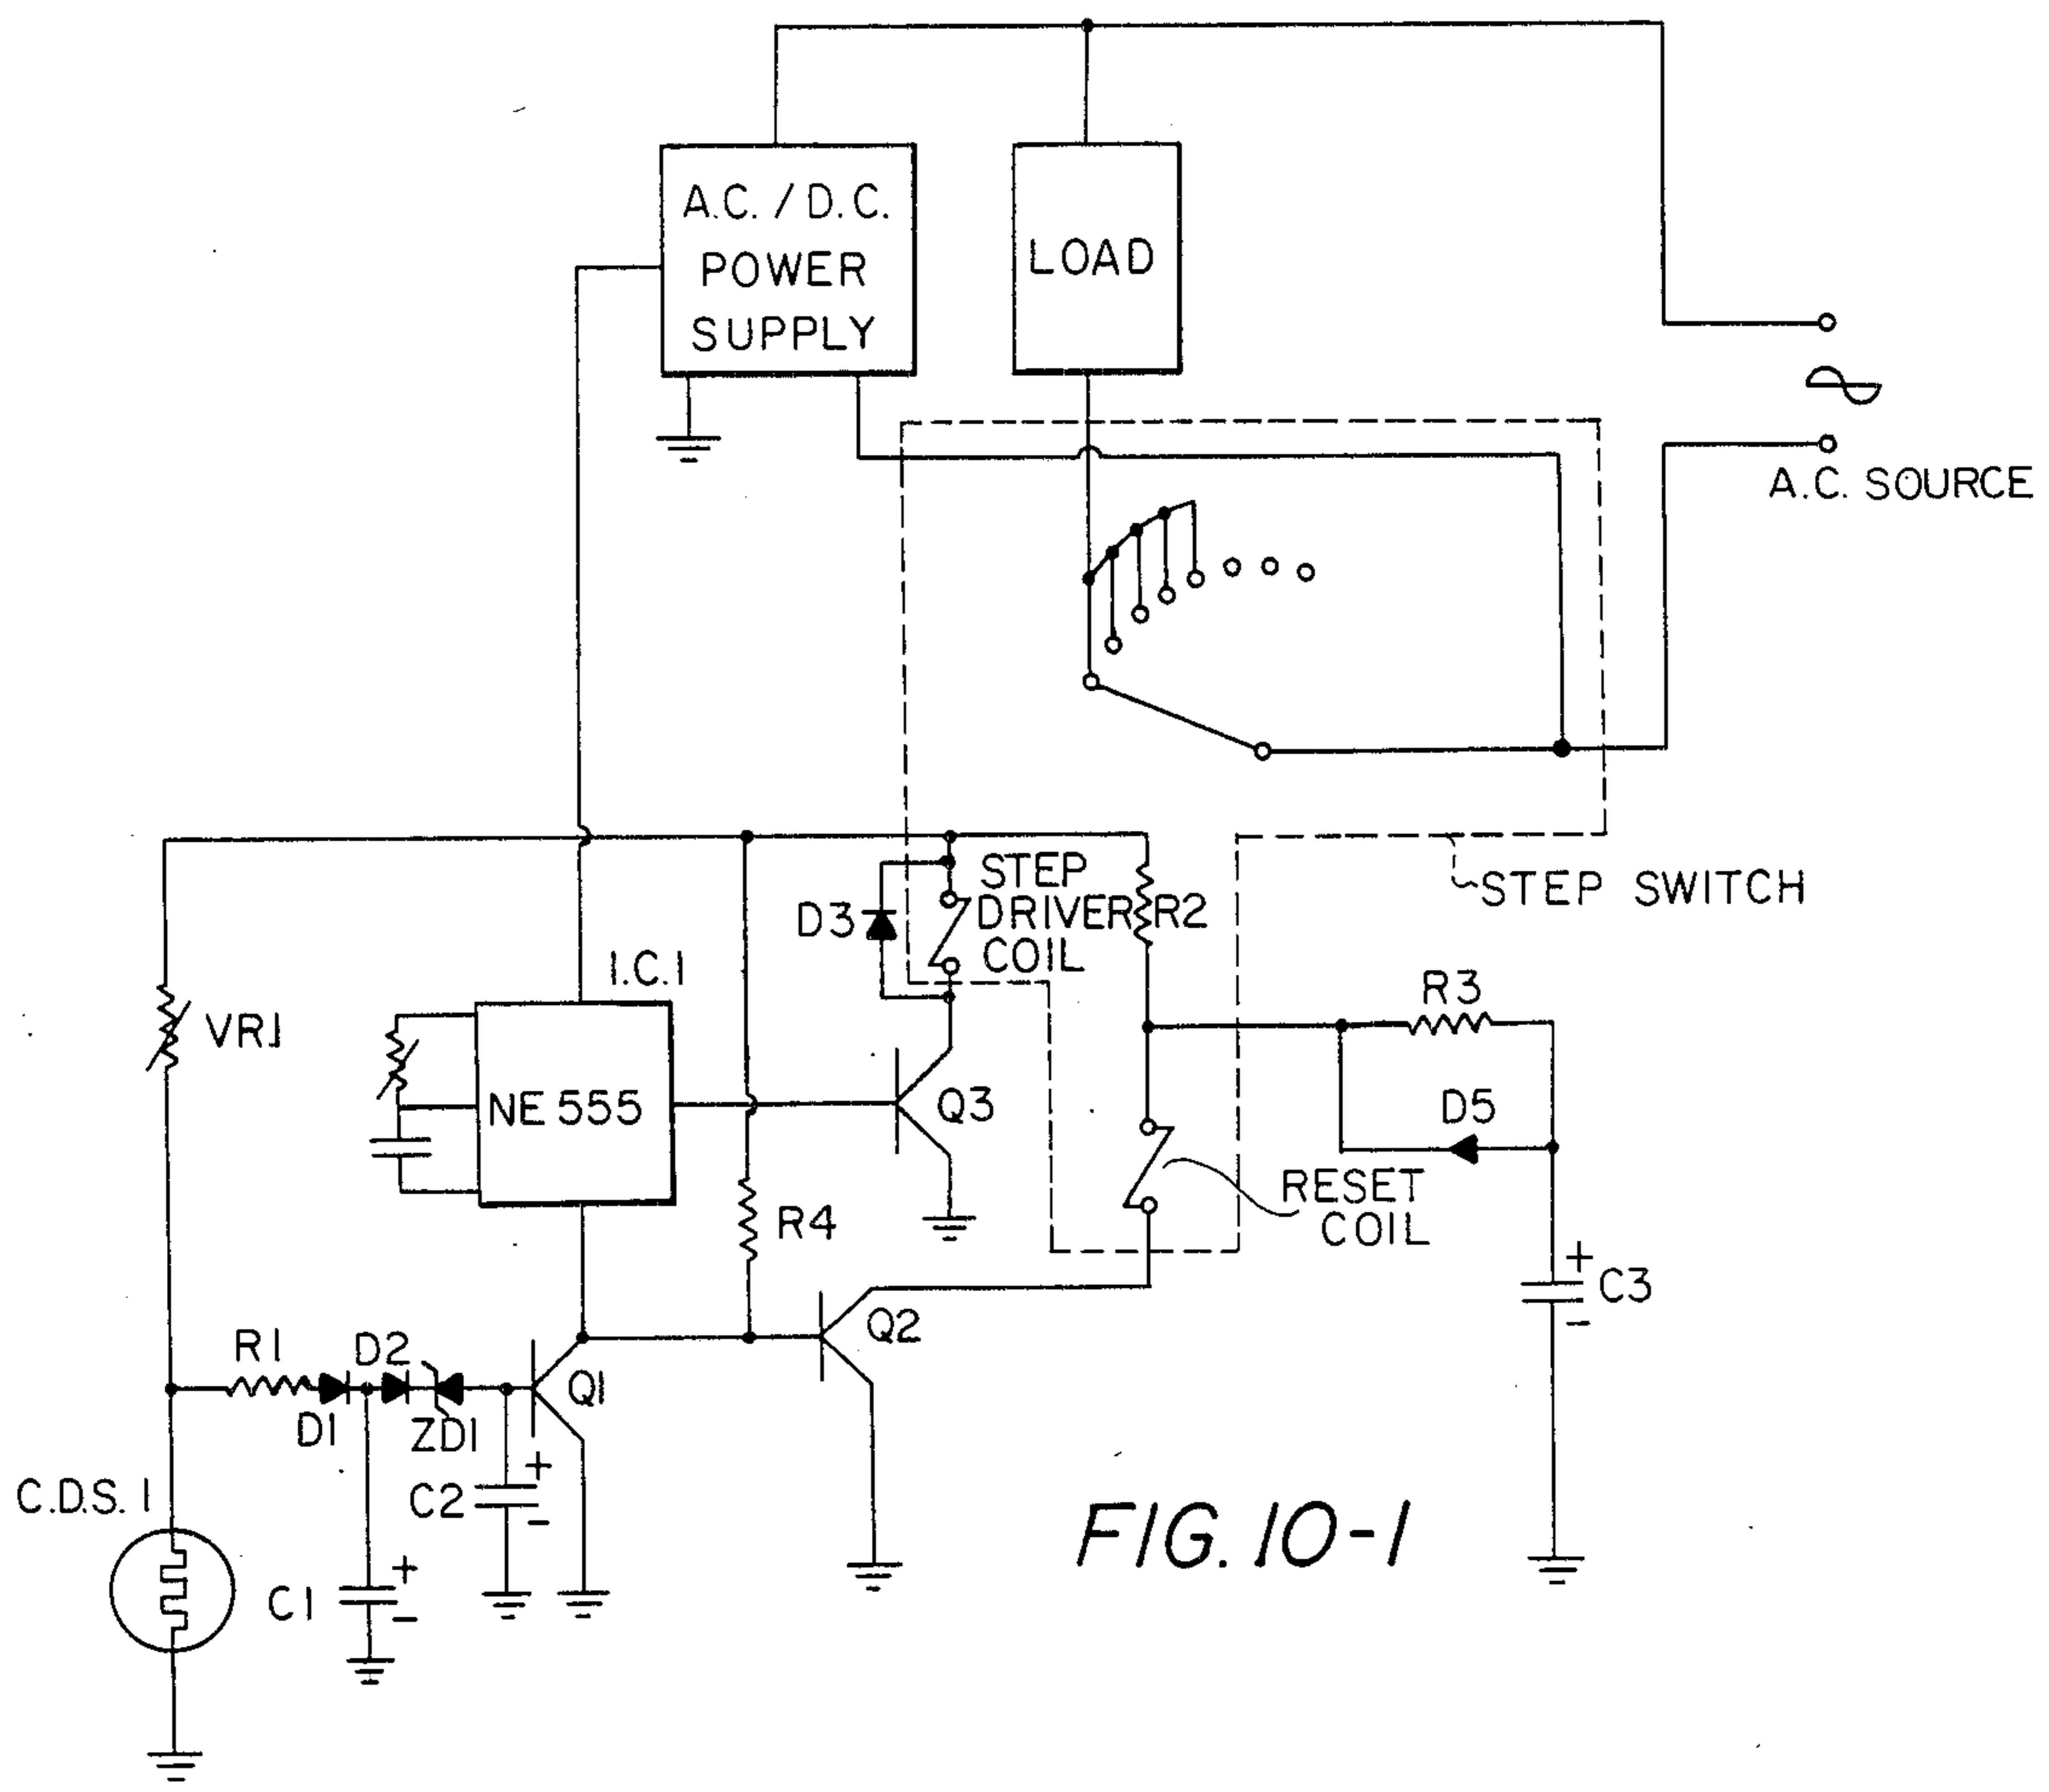 A.C. / D.C.
POWER
SUPPLY
LOAD
A.C. SOURCE
STEP
DRIVER
COIL
R2
D3
STEP SWITCH
I.C.1
VR1
NE 555
Q3
R3
D5
RESET
COIL
R4
C3
+
-
R1
D2
D1
ZD1
Q1
Q2
C2
+
-
C.D.S. 1
C1
+
-
FIG. 10-1